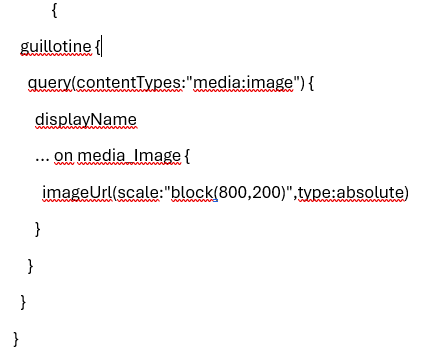 {
guillotine {
query(contentTypes:"media:image") {
displayName
... on media_Image {
imageUrl(scale:"block(800,200)",type:absolute)
}
}
}
}